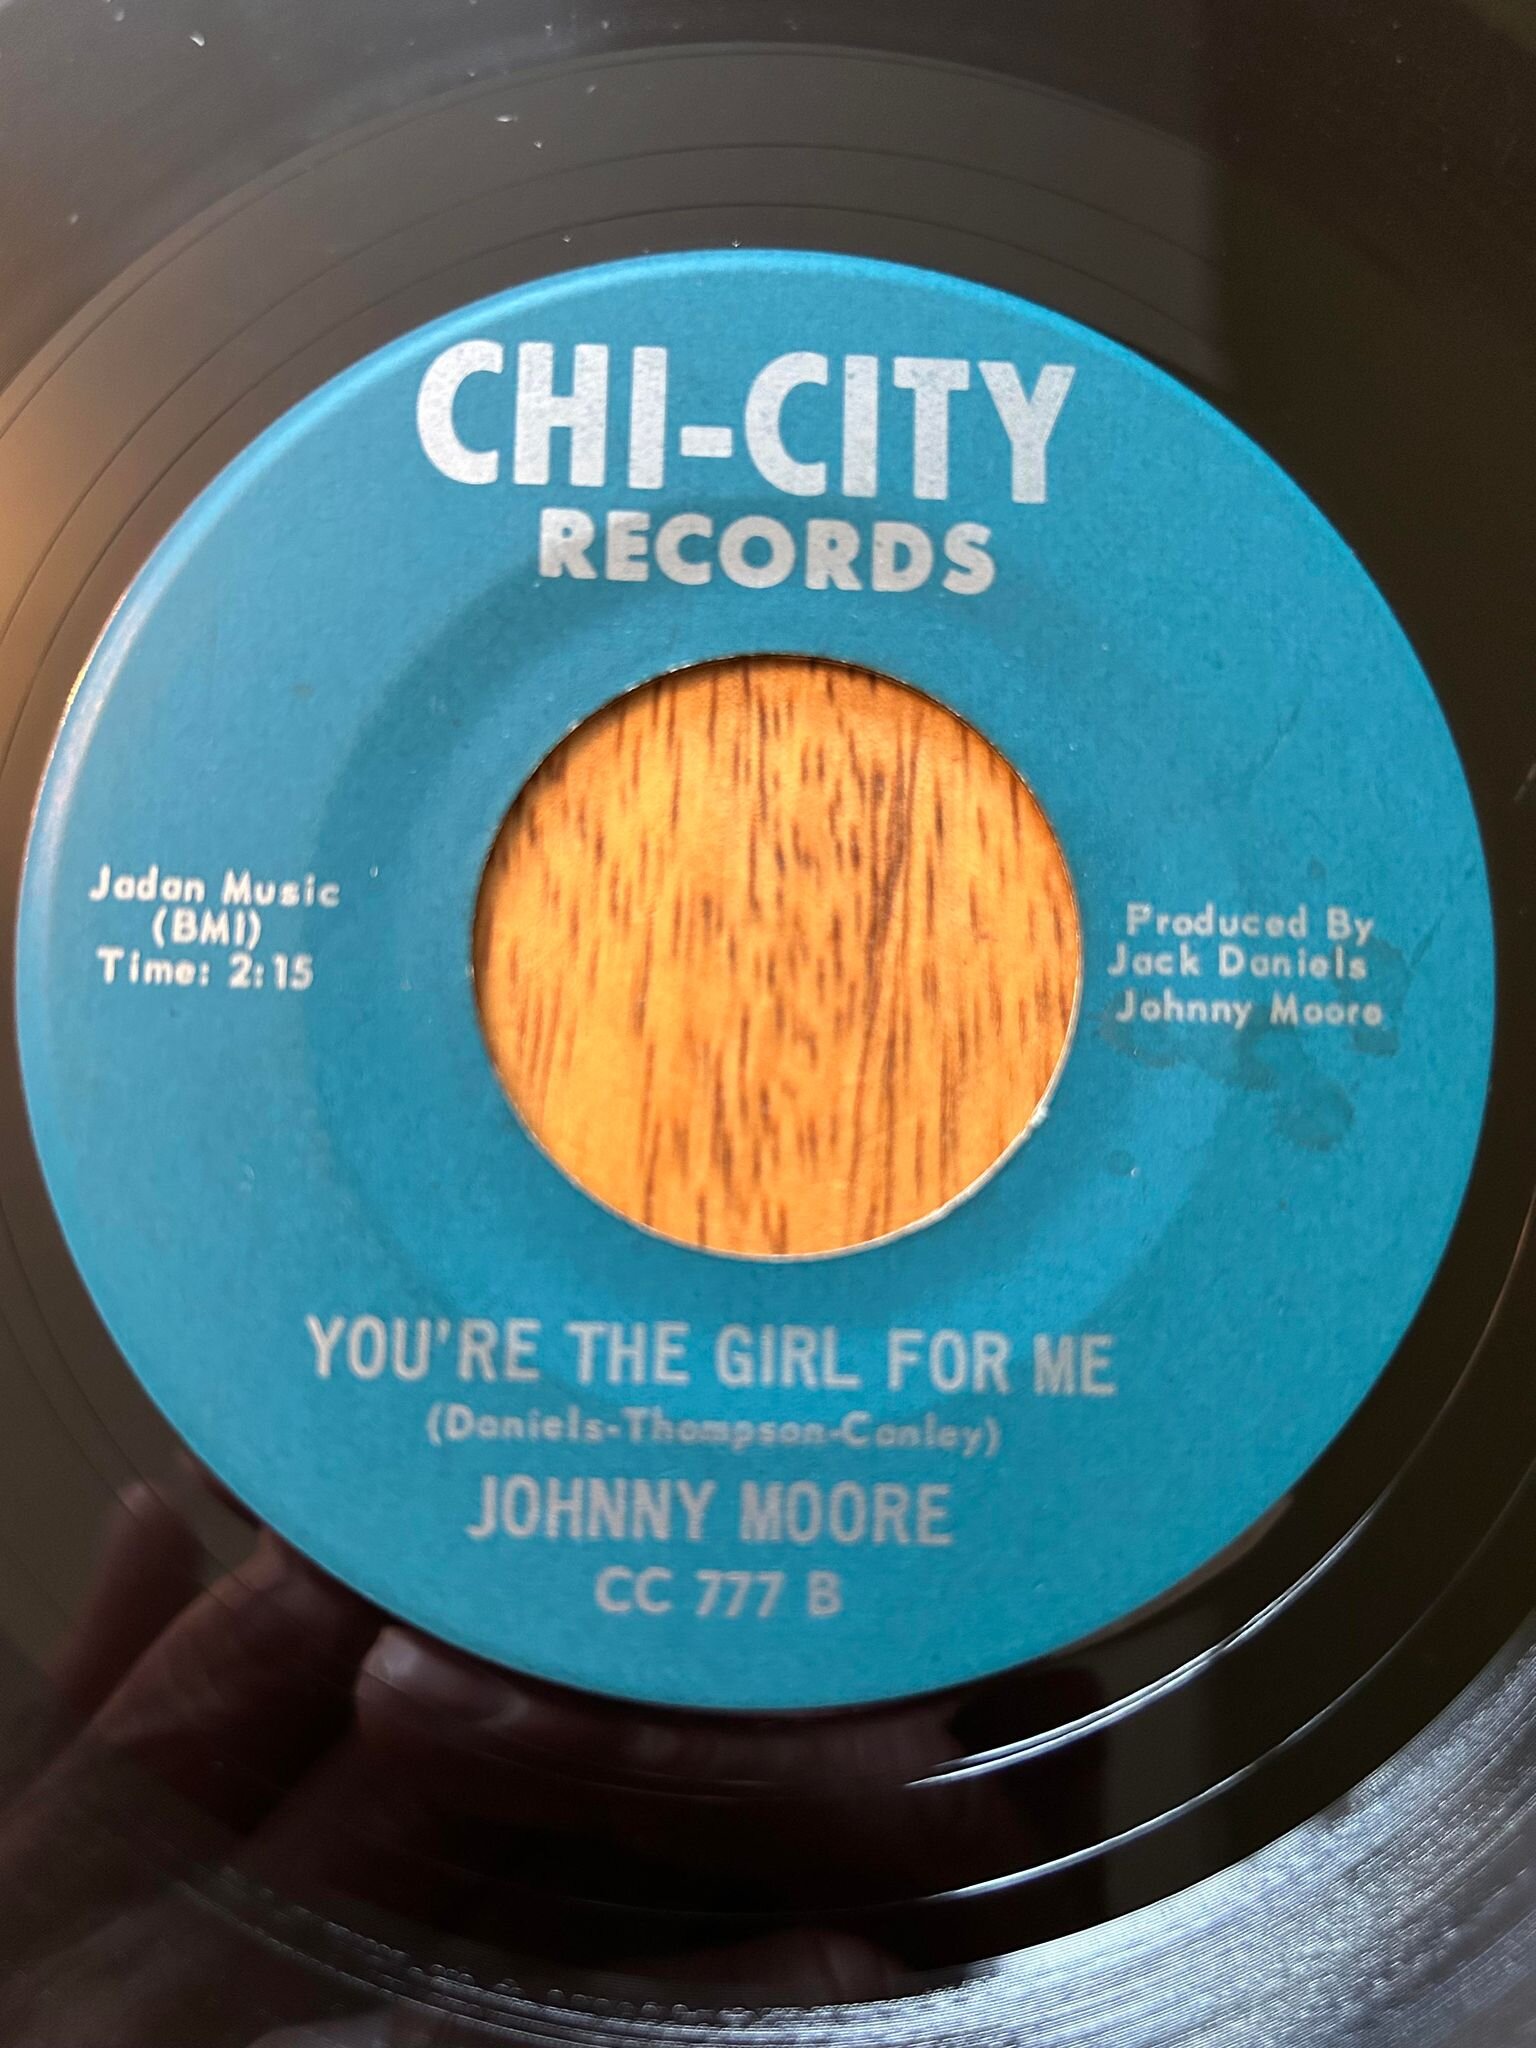 CHI-CITY
RECORDS
Jadan Music
(BMI)
Time: 2:15
Produced By
Jack Daniels
Johnny Moore
YOU'RE THE GIRL FOR ME
(Daniels-Thompson-Conley)
JOHNNY MOORE
CC 777 B